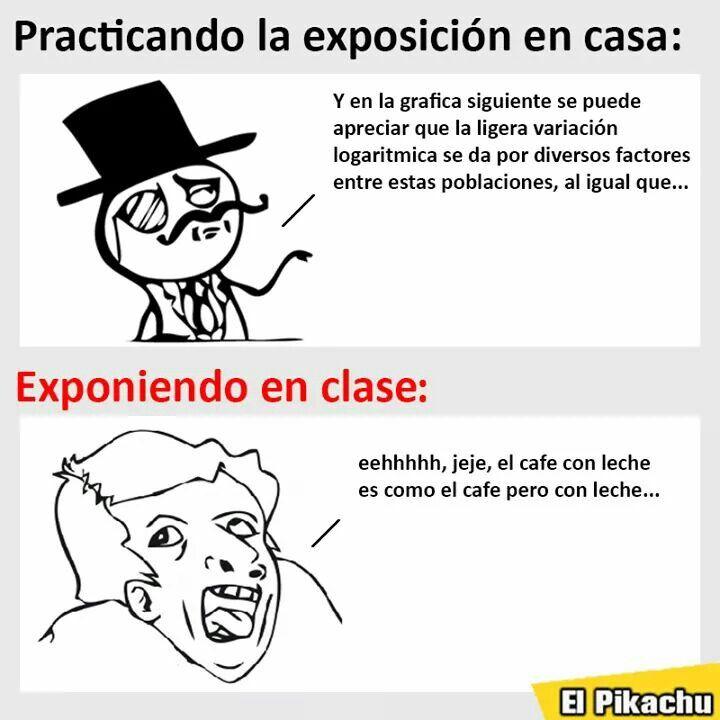 Practicando la exposición en casa:
Y en la grafica siguiente se puede
apreciar que la ligera variación
logaritmica se da por diversos factores
entre estas poblaciones, al igual que...
Exponiendo en clase:
eehhhhh, jeje, el cafe con leche
es como el cafe pero con leche...
El Pikachu